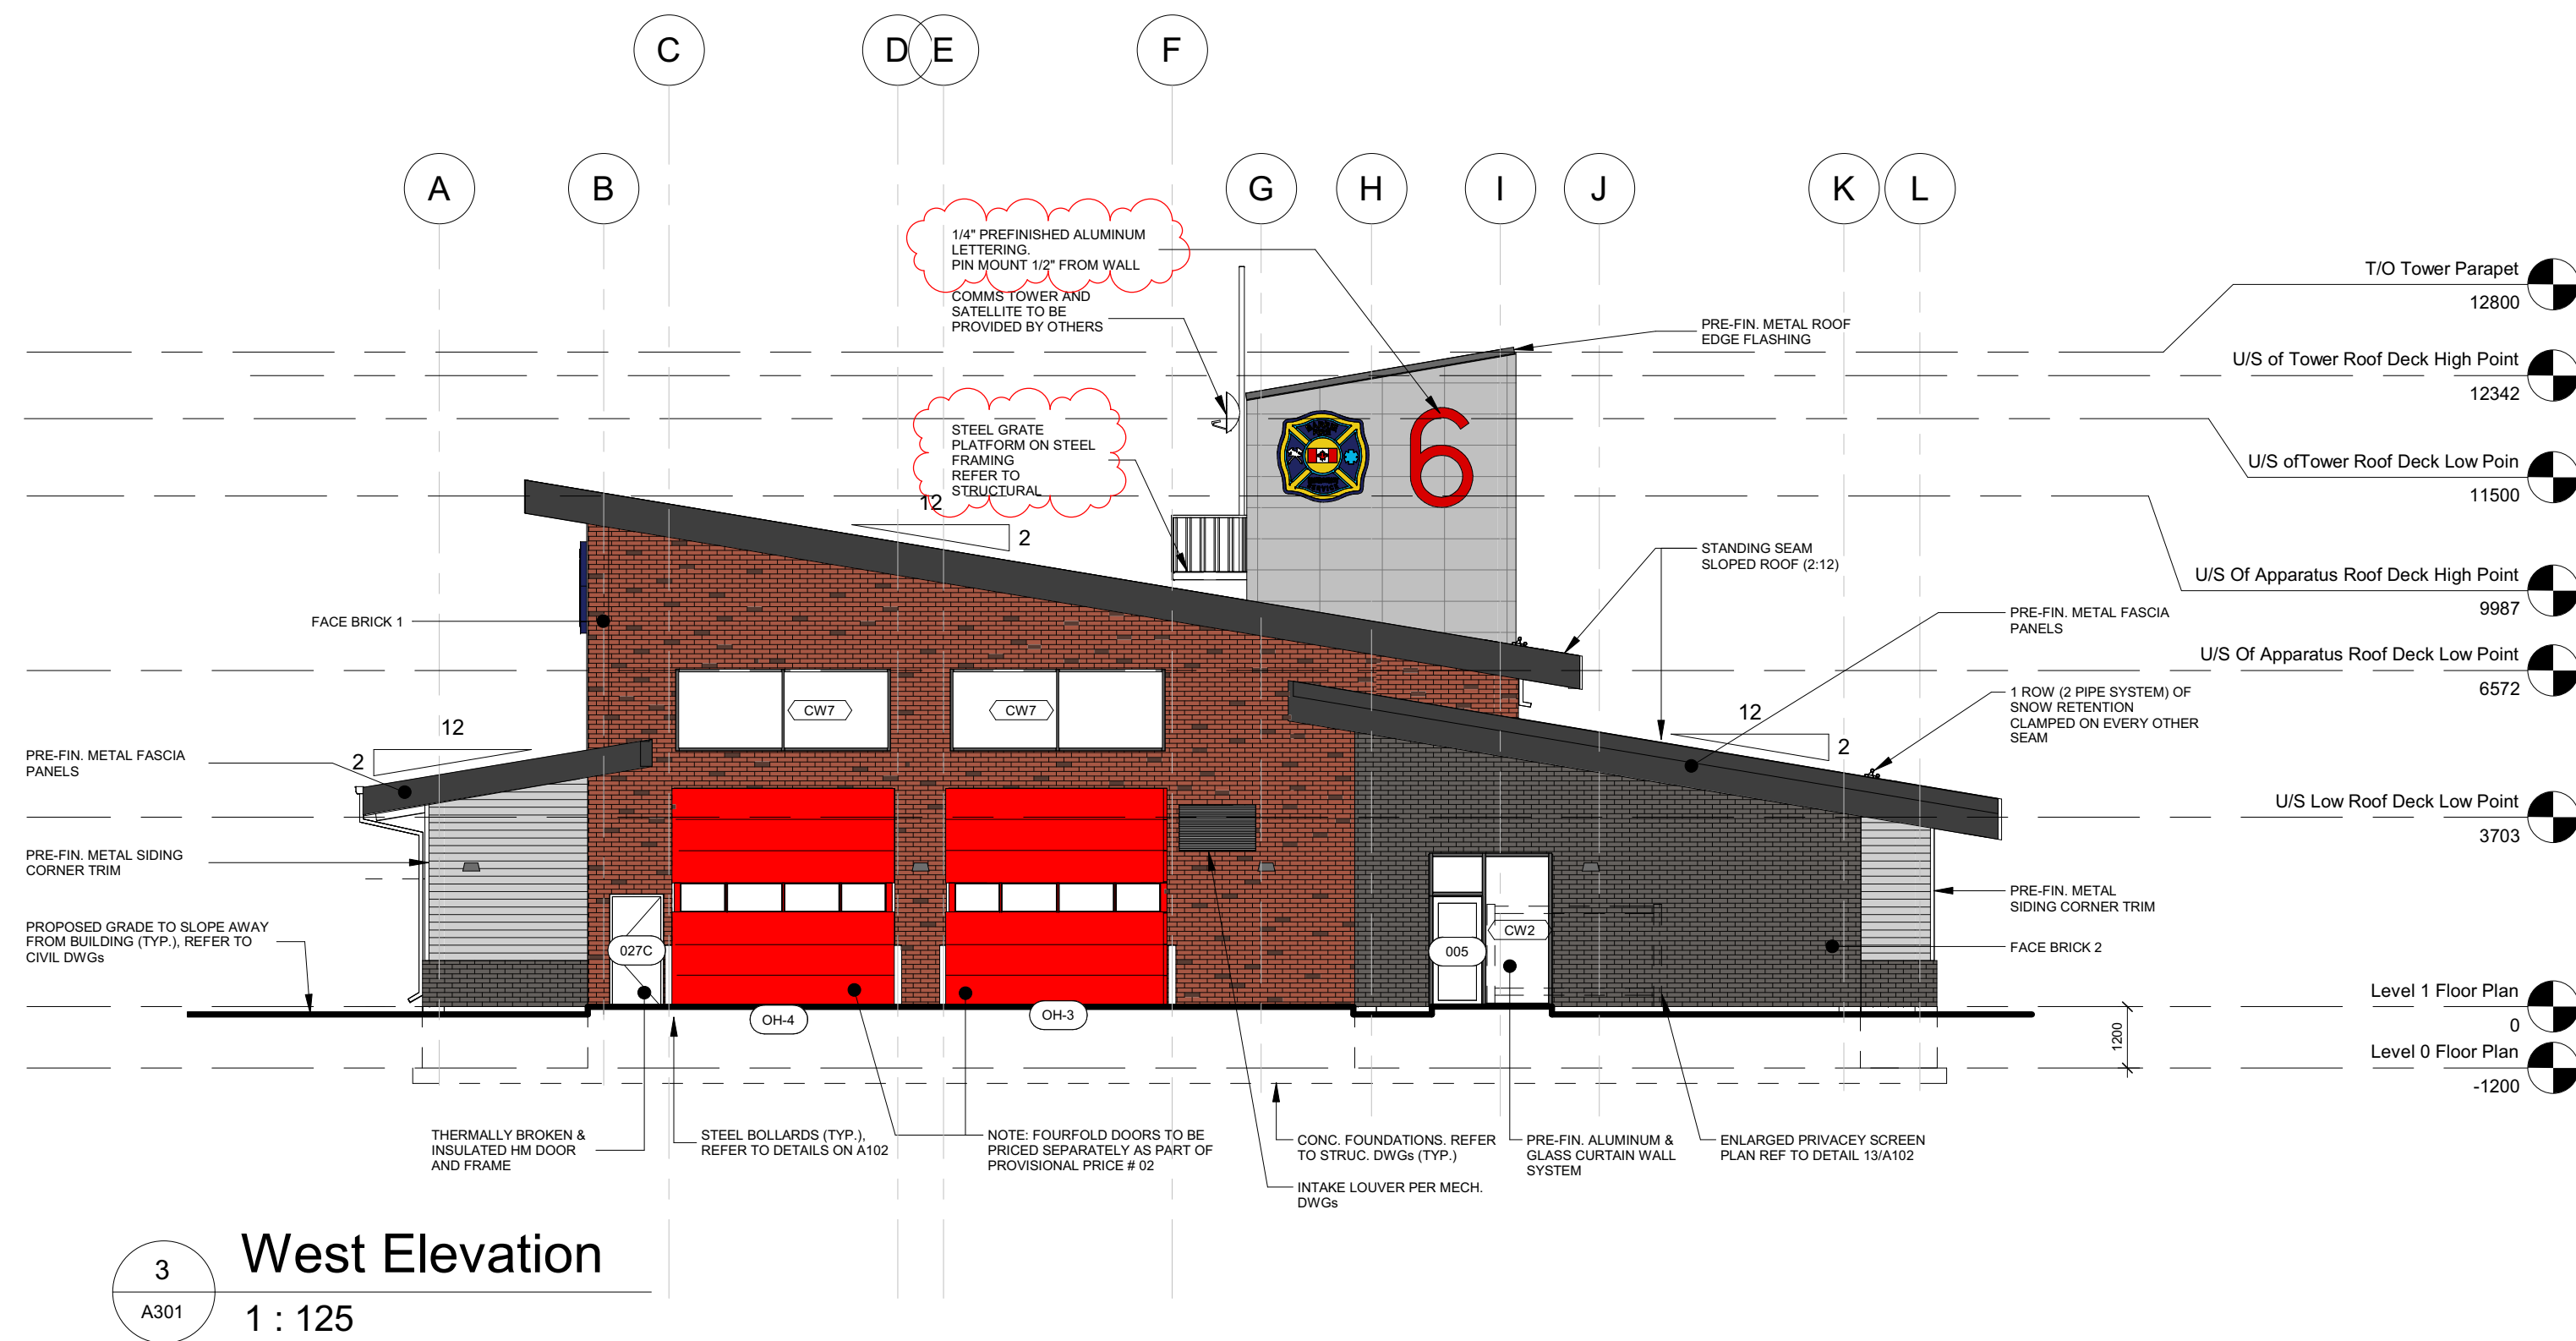 C
D
E
F
A
B
G
H
I
J
K
L
1/4" PREFINISHED ALUMINUM
LETTERING.
PIN MOUNT 1/2" FROM WALL
COMMS TOWER AND
SATELLITE TO BE
PROVIDED BY OTHERS
STEEL GRATE
PLATFORM ON STEEL
FRAMING
REFER TO
STRUCTURAL
PRE-FIN. METAL ROOF
EDGE FLASHING
T/O Tower Parapet
12800
U/S of Tower Roof Deck High Point
12342
U/S ofTower Roof Deck Low Poin
11500
U/S Of Apparatus Roof Deck High Point
9987
U/S Of Apparatus Roof Deck Low Point
6572
U/S Low Roof Deck Low Point
3703
Level 1 Floor Plan
0
Level 0 Floor Plan
-1200
1200
6
12
2
STANDING SEAM
SLOPED ROOF (2:12)
PRE-FIN. METAL FASCIA
PANELS
1 ROW (2 PIPE SYSTEM) OF
SNOW RETENTION
CLAMPED ON EVERY OTHER
SEAM
12
2
FACE BRICK 1
CW7
CW7
12
2
PRE-FIN. METAL FASCIA
PANELS
PRE-FIN. METAL SIDING
CORNER TRIM
PROPOSED GRADE TO SLOPE AWAY
FROM BUILDING (TYP.), REFER TO
CIVIL DWGs
PRE-FIN. METAL
SIDING CORNER TRIM
FACE BRICK 2
027C
005
CW2
OH-4
OH-3
THERMALLY BROKEN &
INSULATED HM DOOR
AND FRAME
STEEL BOLLARDS (TYP.),
REFER TO DETAILS ON A102
NOTE: FOURFOLD DOORS TO BE
PRICED SEPARATELY AS PART OF
PROVISIONAL PRICE # 02
CONC. FOUNDATIONS. REFER
TO STRUC. DWGs (TYP.)
INTAKE LOUVER PER MECH.
DWGs
PRE-FIN. ALUMINUM &
GLASS CURTAIN WALL
SYSTEM
ENLARGED PRIVACEY SCREEN
PLAN REF TO DETAIL 13/A102
3
A301
West Elevation
1 : 125